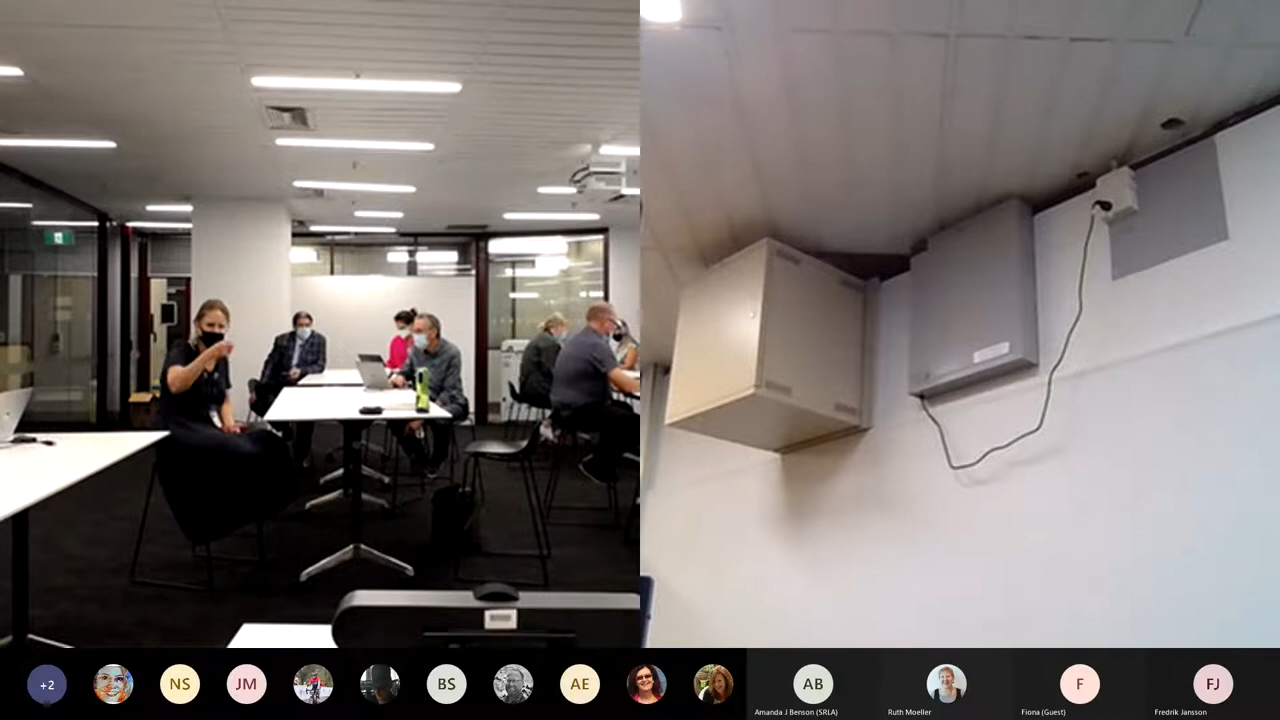 +2
NS
JM
BS
AE
AB
F
FJ
Amanda J Benson (SRLA)
Ruth Moeller
Fiona (Guest)
Fredrik Jansson